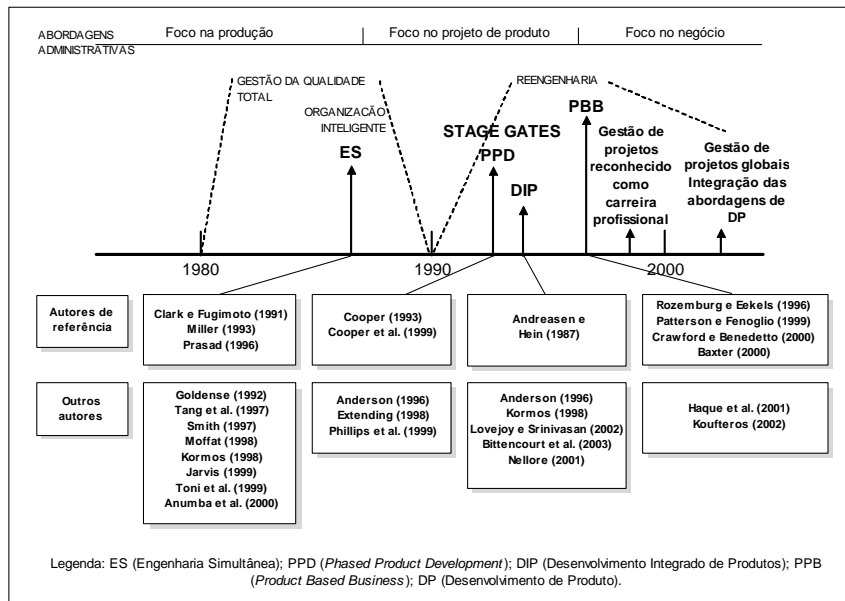 ABORDAGENS
ADMINISTRATIVAS
Foco na produção
Foco no projeto de produto
Foco no negócio
GESTÃO DA QUALIDADE
TOTAL
ORGANIZACÃO
INTELIGENTE
ES
REENGENHARIA
STAGE GATES
PPD
DIP
PBB
Gestão de
projetos
reconhecido
como
carreira
profissional
Gestão de
projetos globais
Integração das
abordagens de
DP
1980
1990
2000
Autores de
referência
Clark e Fugimoto (1991)
Miller (1993)
Prasad (1996)
Cooper (1993)
Cooper et al. (1999)
Andreasen e
Hein (1987)
Rozemburg e Eekels (1996)
Patterson e Fenoglio (1999)
Crawford e Benedetto (2000)
Baxter (2000)
Outros
autores
Goldense (1992)
Tang et al. (1997)
Smith (1997)
Moffat (1998)
Kormos (1998)
Jarvis (1999)
Toni et al. (1999)
Anumba et al. (2000)
Anderson (1996)
Extending (1998)
Phillips et al. (1999)
Anderson (1996)
Kormos (1998)
Lovejoy e Srinivasan (2002)
Bittencourt et al. (2003)
Nellore (2001)
Haque et al. (2001)
Koufteros (2002)
Legenda: ES (Engenharia Simultânea); PPD (Phased Product Development); DIP (Desenvolvimento Integrado de Produtos); PPB
(Product Based Business); DP (Desenvolvimento de Produto).